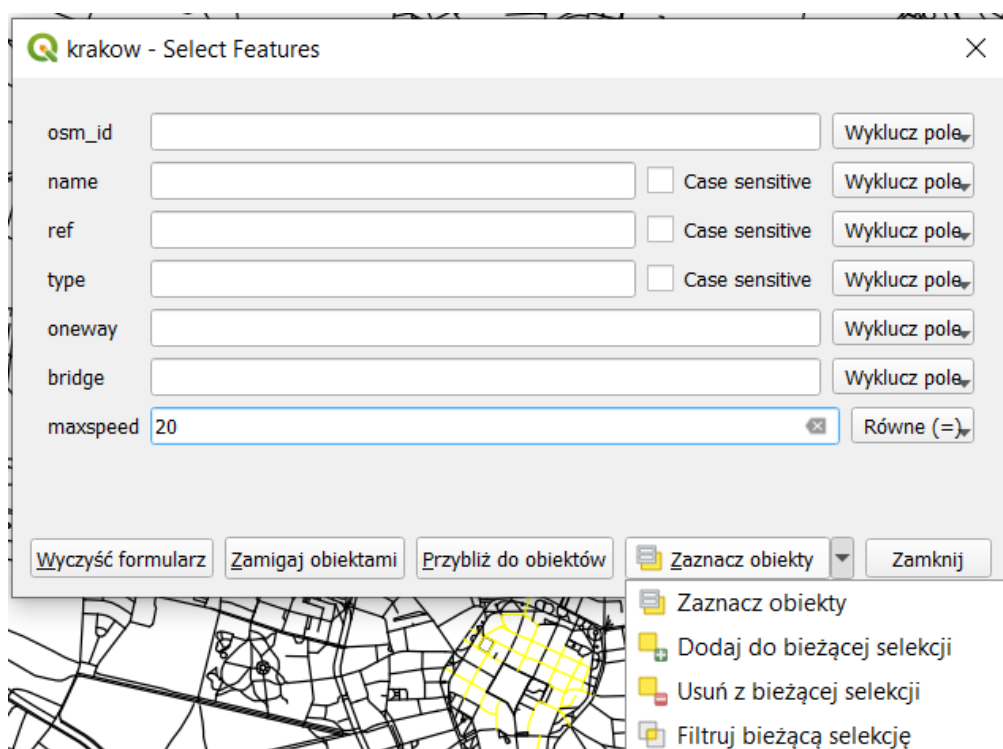 krakow - Select Features
osm_id Wyklucz pole
name Case sensitive Wyklucz pole
ref Case sensitive Wyklucz pole
type Case sensitive Wyklucz pole
oneway Wyklucz pole
bridge Wyklucz pole
maxspeed 20 Równe (=)
Wyczyść formularz Zamigaj obiektami Przybliż do obiektów Zaznacz obiekty Zamknij
Zaznacz obiekty
Dodaj do bieżącej selekcji
Usuń z bieżącej selekcji
Filtruj bieżącą selekcję